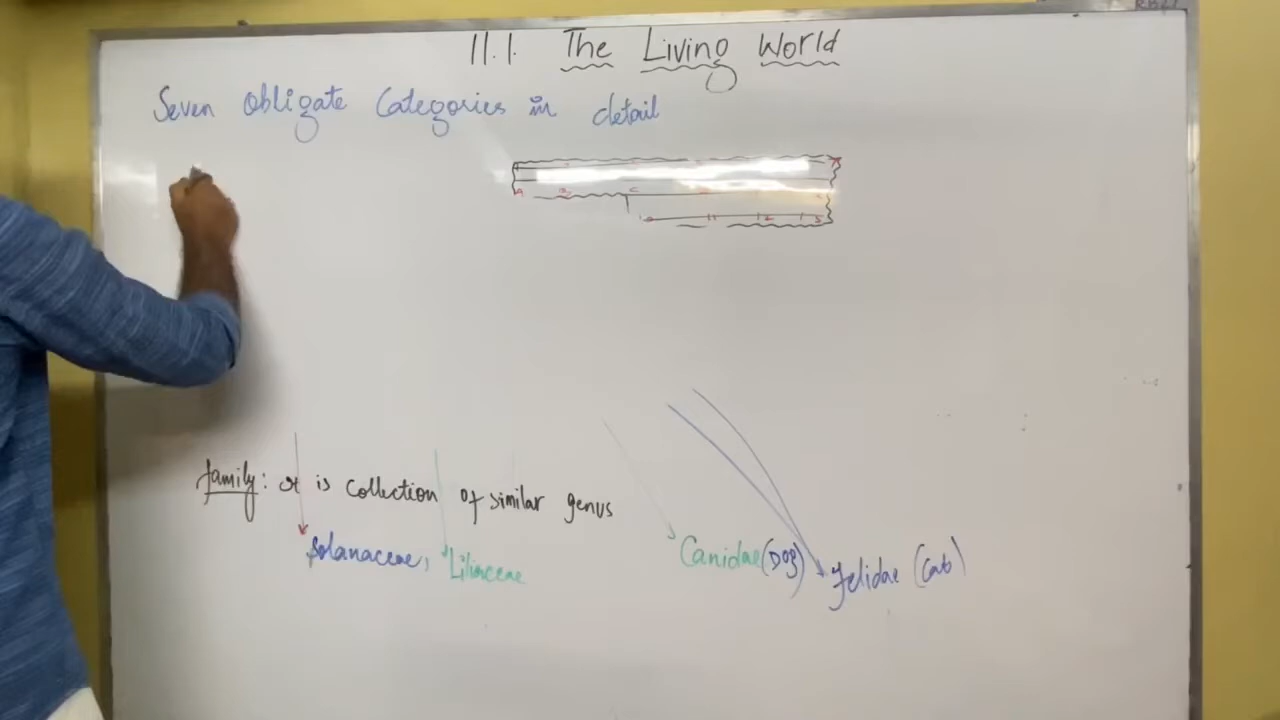 11.1. The Living World
Seven obligate Categories in detail
family: It is collection of similar genus
Solanaceae, Liliaceae
Canidae (Dog)
Felidae (Cat)